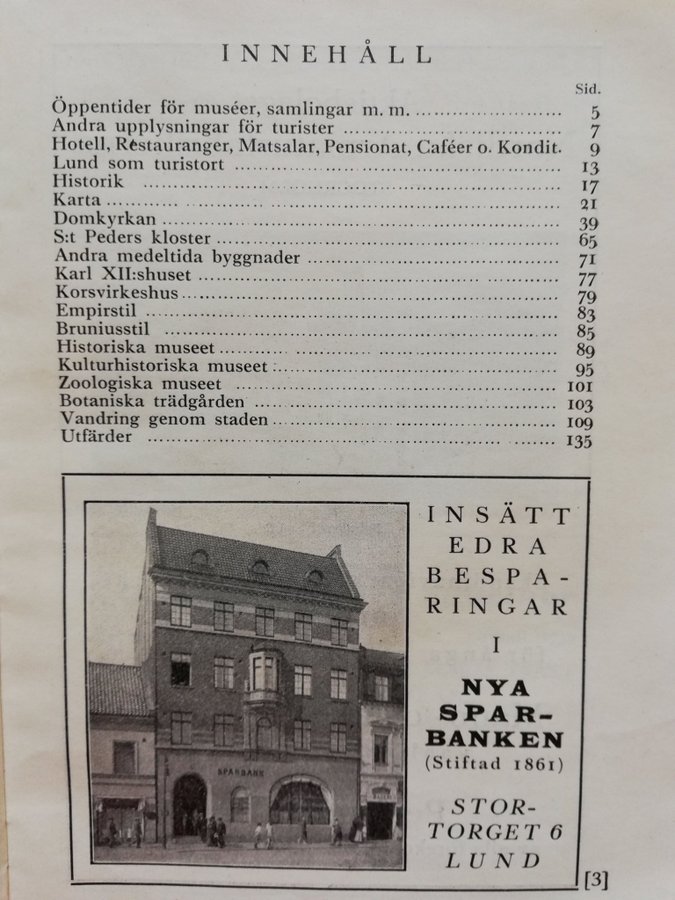 INNEHÅLL
Sid.
Öppentider för muséer, samlingar m. m. 5
Andra upplysningar för turister 7
Hotell, Restauranger, Matsalar, Pensionat, Caféer o. Kondit. 9
Lund som turistort 13
Historik 17
Karta 21
Domkyrkan 39
S:t Peders kloster 65
Andra medeltida byggnader 71
Karl XII:shuset 77
Korsvirkeshus 79
Empirstil 83
Bruniusstil 85
Historiska museet 89
Kulturhistoriska museet 95
Zoologiska museet 101
Botaniska trädgården 103
Vandring genom staden 109
Utfärder 135
SPARBANK
INSÄTT
EDRA
BESPA-
RINGAR
I
NYA
SPAR-
BANKEN
(Stiftad 1861)
STOR-
TORGET 6
LUND
[3]